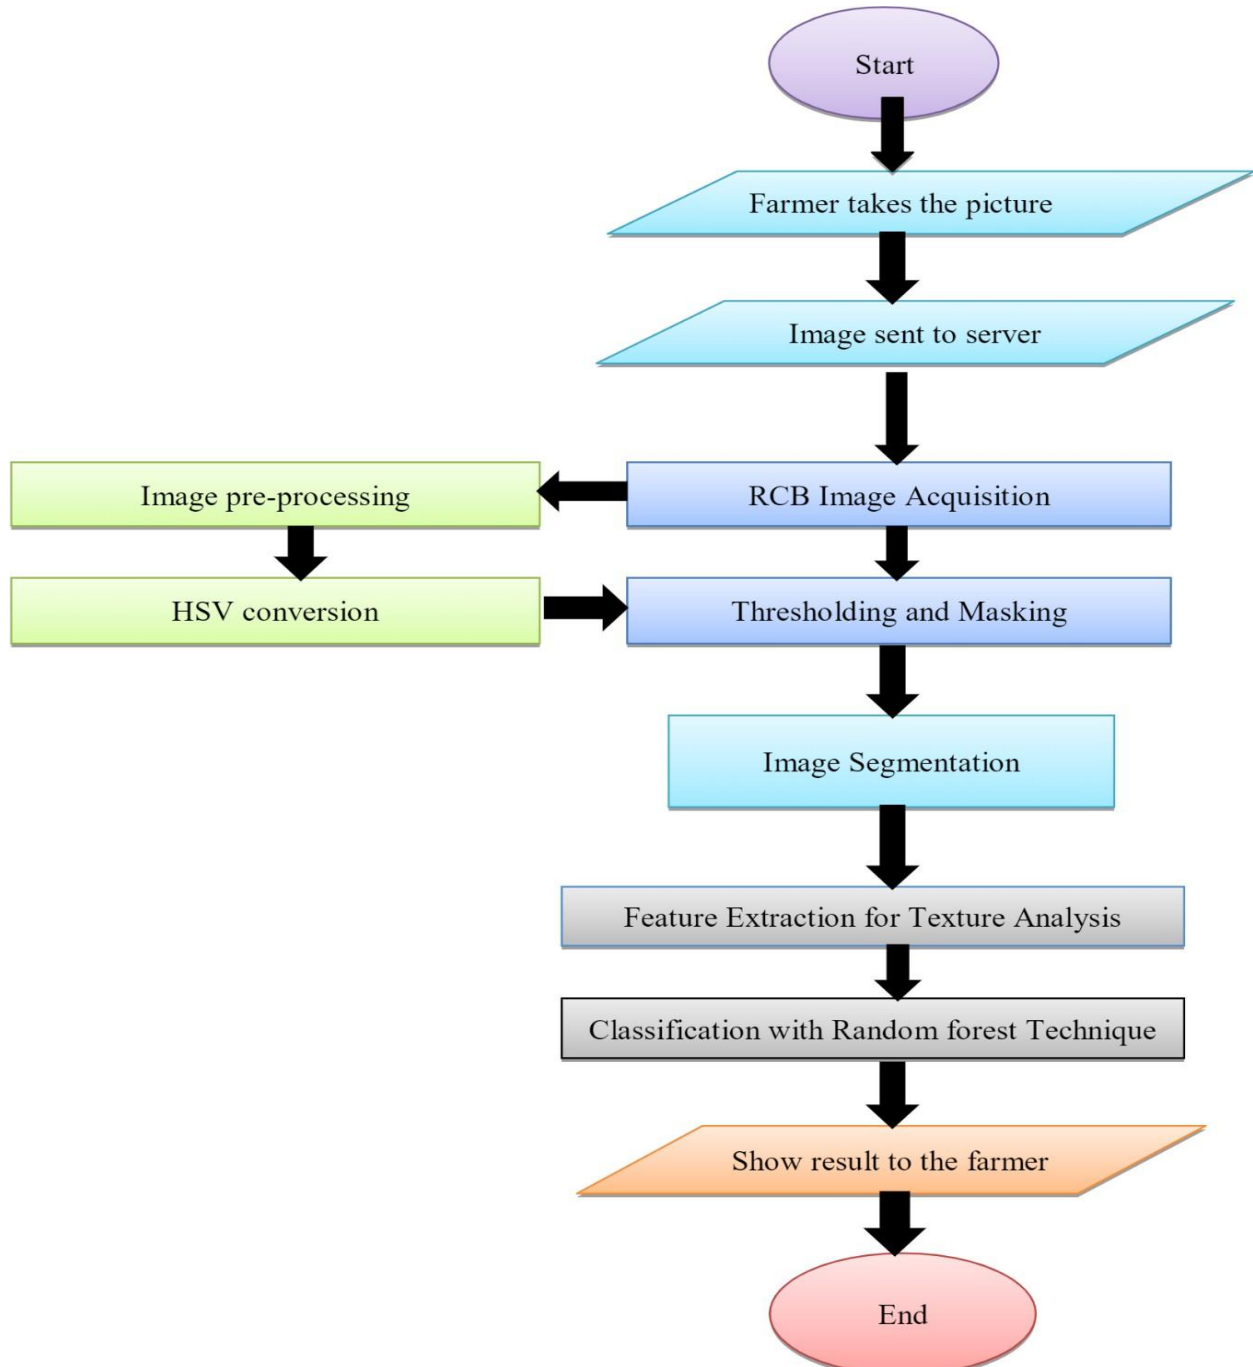 Start
Farmer takes the picture
Image sent to server
RCB Image Acquisition
Image pre-processing
HSV conversion
Thresholding and Masking
Image Segmentation
Feature Extraction for Texture Analysis
Classification with Random forest Technique
Show result to the farmer
End